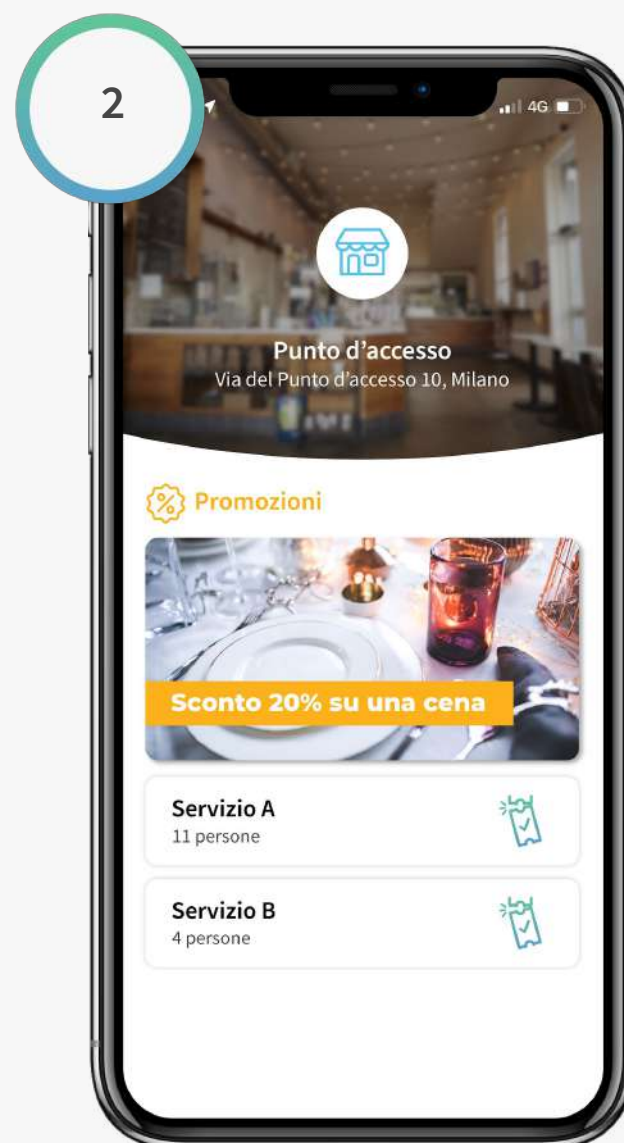 2
4G
Punto d’accesso
Via del Punto d’accesso 10, Milano
Promozioni
Sconto 20% su una cena
Servizio A
11 persone
Servizio B
4 persone